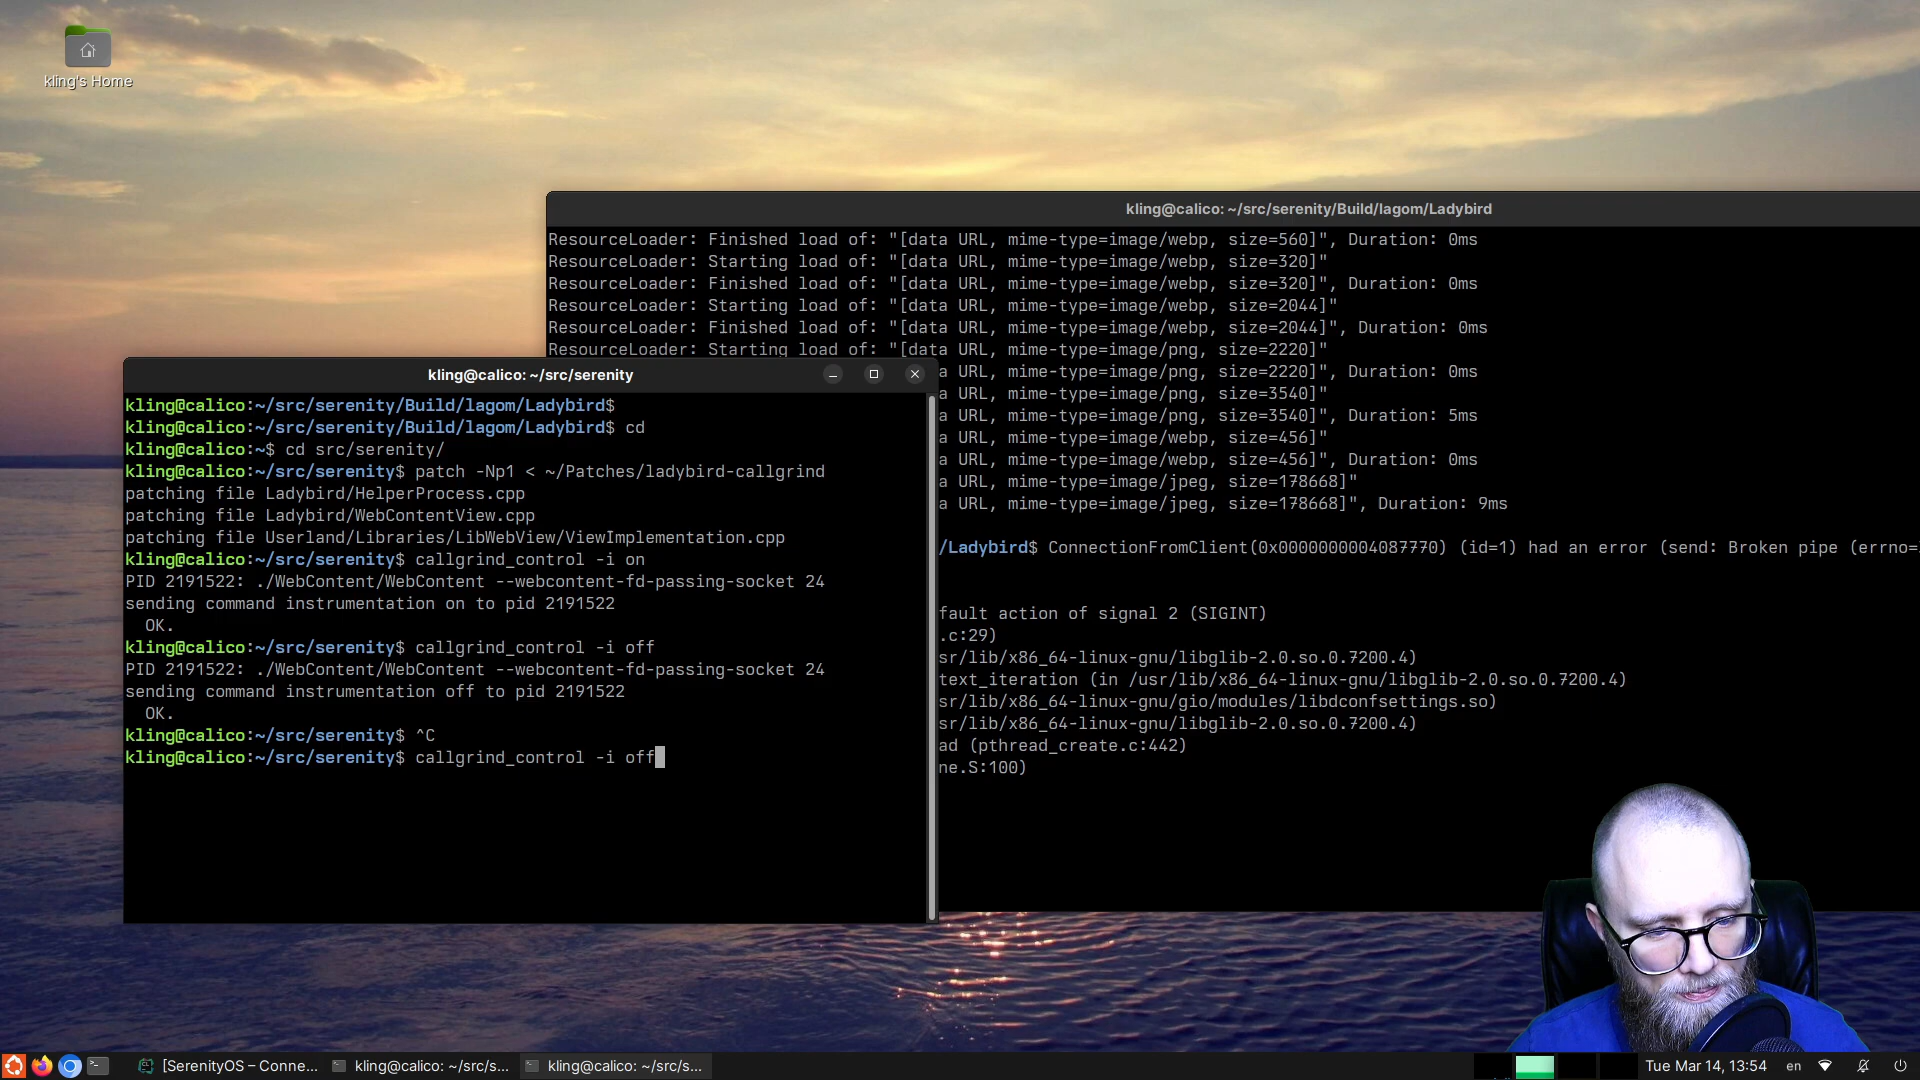 kling's Home
kling@calico: ~/src/serenity/Build/lagom/Ladybird
ResourceLoader: Finished load of: "[data URL, mime-type=image/webp, size=560]", Duration: 0ms
ResourceLoader: Starting load of: "[data URL, mime-type=image/webp, size=320]"
ResourceLoader: Finished load of: "[data URL, mime-type=image/webp, size=320]", Duration: 0ms
ResourceLoader: Starting load of: "[data URL, mime-type=image/webp, size=2044]"
ResourceLoader: Finished load of: "[data URL, mime-type=image/webp, size=2044]", Duration: 0ms
ResourceLoader: Starting load of: "[data URL, mime-type=image/png, size=2220]"
a URL, mime-type=image/png, size=2220]", Duration: 0ms
a URL, mime-type=image/png, size=3540]"
a URL, mime-type=image/png, size=3540]", Duration: 5ms
a URL, mime-type=image/webp, size=456]"
a URL, mime-type=image/webp, size=456]", Duration: 0ms
a URL, mime-type=image/jpeg, size=178668]"
a URL, mime-type=image/jpeg, size=178668]", Duration: 9ms
/Ladybird$ ConnectionFromClient(0x0000000004087770) (id=1) had an error (send: Broken pipe (errno=
fault action of signal 2 (SIGINT)
.c:29)
sr/lib/x86_64-linux-gnu/libglib-2.0.so.0.7200.4)
text_iteration (in /usr/lib/x86_64-linux-gnu/libglib-2.0.so.0.7200.4)
sr/lib/x86_64-linux-gnu/gio/modules/libdconfsettings.so)
sr/lib/x86_64-linux-gnu/libglib-2.0.so.0.7200.4)
ad (pthread_create.c:442)
ne.S:100)
kling@calico: ~/src/serenity
kling@calico:~/src/serenity/Build/lagom/Ladybird$
kling@calico:~/src/serenity/Build/lagom/Ladybird$ cd
kling@calico:~$ cd src/serenity/
kling@calico:~/src/serenity$ patch -Np1 < ~/Patches/ladybird-callgrind
patching file Ladybird/HelperProcess.cpp
patching file Ladybird/WebContentView.cpp
patching file Userland/Libraries/LibWebView/ViewImplementation.cpp
kling@calico:~/src/serenity$ callgrind_control -i on
PID 2191522: ./WebContent/WebContent --webcontent-fd-passing-socket 24
sending command instrumentation on to pid 2191522
OK.
kling@calico:~/src/serenity$ callgrind_control -i off
PID 2191522: ./WebContent/WebContent --webcontent-fd-passing-socket 24
sending command instrumentation off to pid 2191522
OK.
kling@calico:~/src/serenity$ ^C
kling@calico:~/src/serenity$ callgrind_control -i off
[SerenityOS – Conne...
kling@calico: ~/src/s...
kling@calico: ~/src/s...
Tue Mar 14, 13:54
en